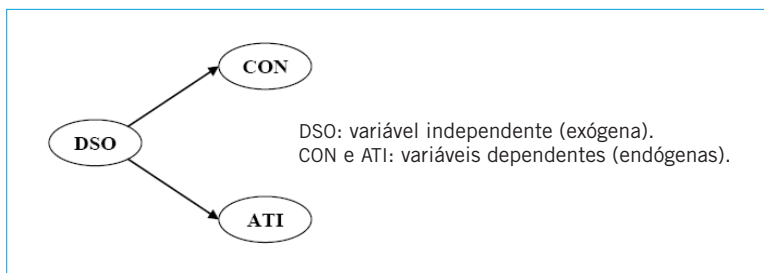 CON
DSO
DSO: variável independente (exógena).
CON e ATI: variáveis dependentes (endógenas).
ATI